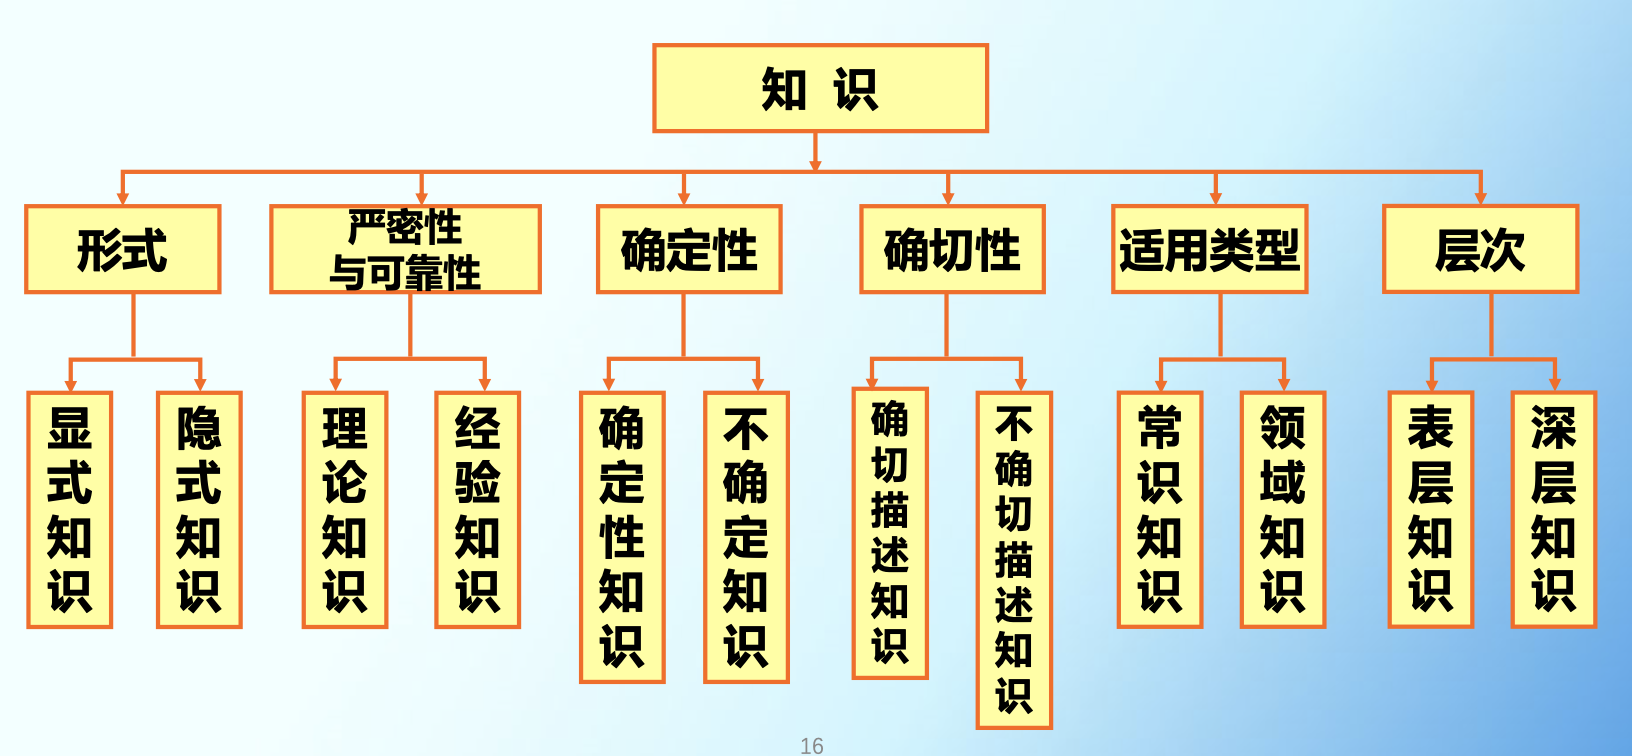 知 识
形式
严密性
与可靠性
确定性
确切性
适用类型
层次
显式知识
隐式知识
理论知识
经验知识
确定性知识
不确定知识
确切描述知识
不确切描述知识
常识知识
领域知识
表层知识
深层知识
16